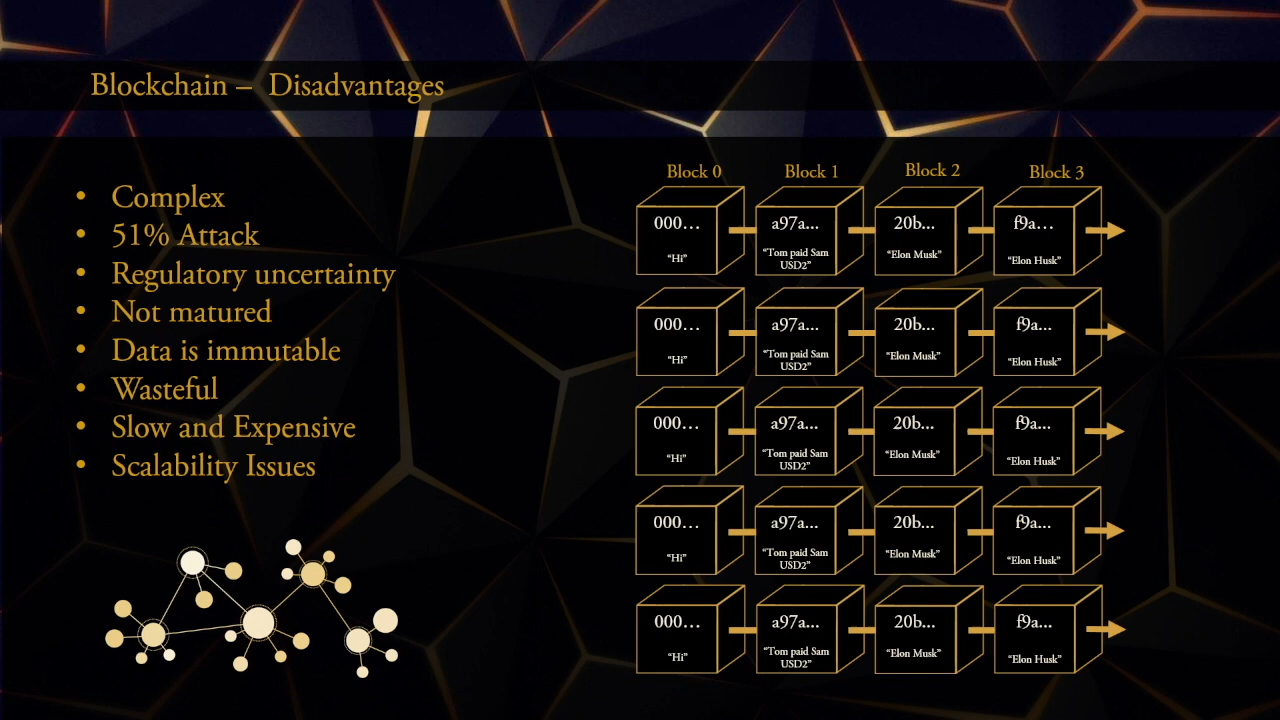 Blockchain – Disadvantages
• Complex
• 51% Attack
• Regulatory uncertainty
• Not matured
• Data is immutable
• Wasteful
• Slow and Expensive
• Scalability Issues
Block 0 Block 1 Block 2 Block 3
000... a97a... 20b... f9a...
“Hi” “Tom paid Sam “Elon Musk” “Elon Husk”
USD2”
000... a97a... 20b... f9a...
“Hi” “Tom paid Sam “Elon Musk” “Elon Husk”
USD2”
000... a97a... 20b... f9a...
“Hi” “Tom paid Sam “Elon Musk” “Elon Husk”
USD2”
000... a97a... 20b... f9a...
“Hi” “Tom paid Sam “Elon Musk” “Elon Husk”
USD2”
000... a97a... 20b... f9a...
“Hi” “Tom paid Sam “Elon Musk” “Elon Husk”
USD2”